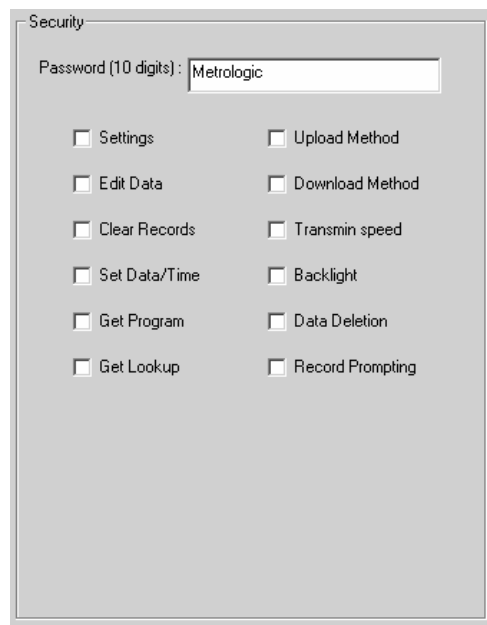 Security
Password (10 digits) : Metrologic
Settings Upload Method
Edit Data Download Method
Clear Records Transmin speed
Set Data/Time Backlight
Get Program Data Deletion
Get Lookup Record Prompting